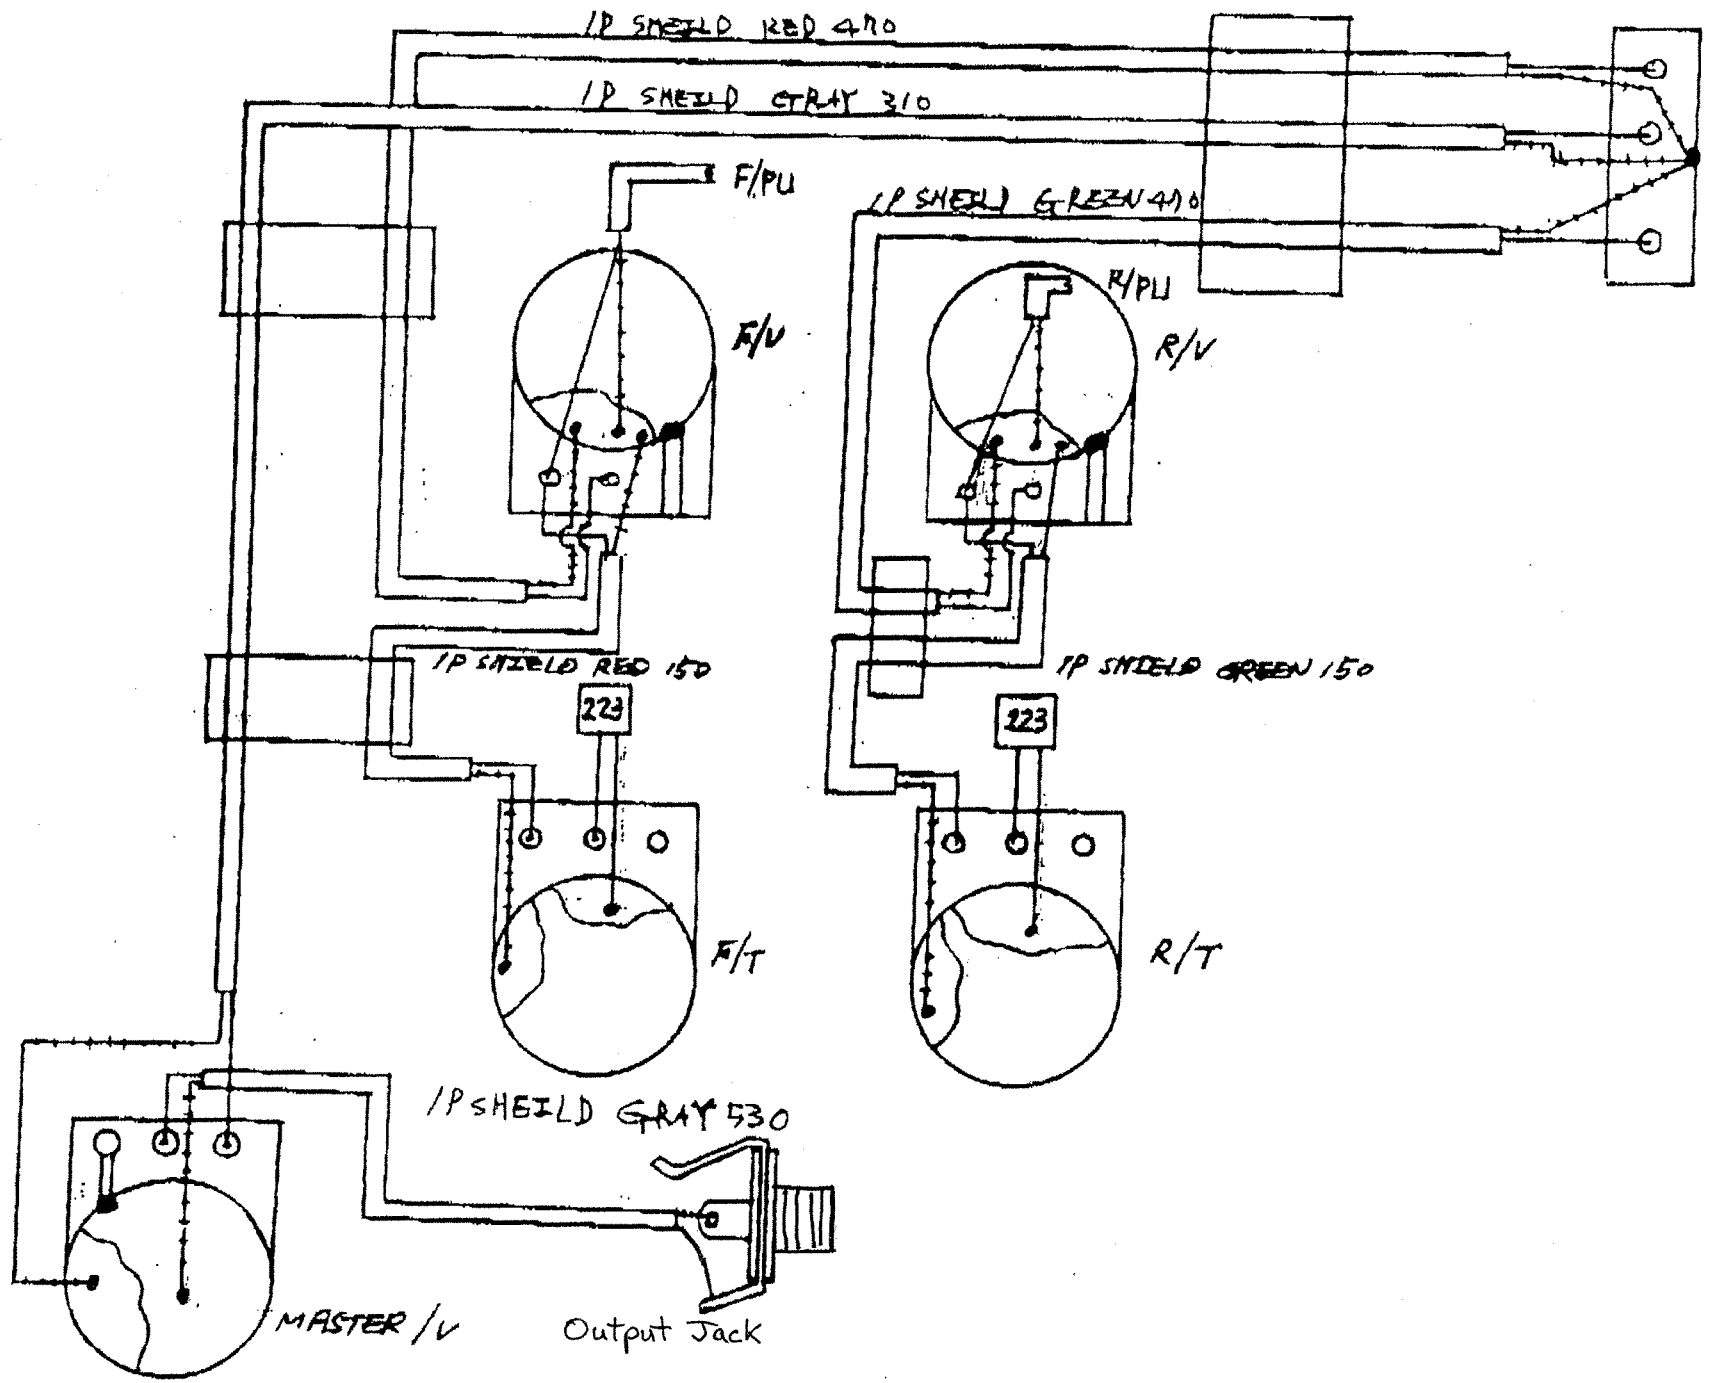 1P SHEILD RED 470
1P SHEILD GRAY 310
F/PU
1P SHEILD GREEN 470
R/PU
F/V
R/V
1P SHIELD RED 150
1P SHIELD GREEN 150
223
223
F/T
R/T
1P SHEILD GRAY 530
MASTER/V
Output Jack